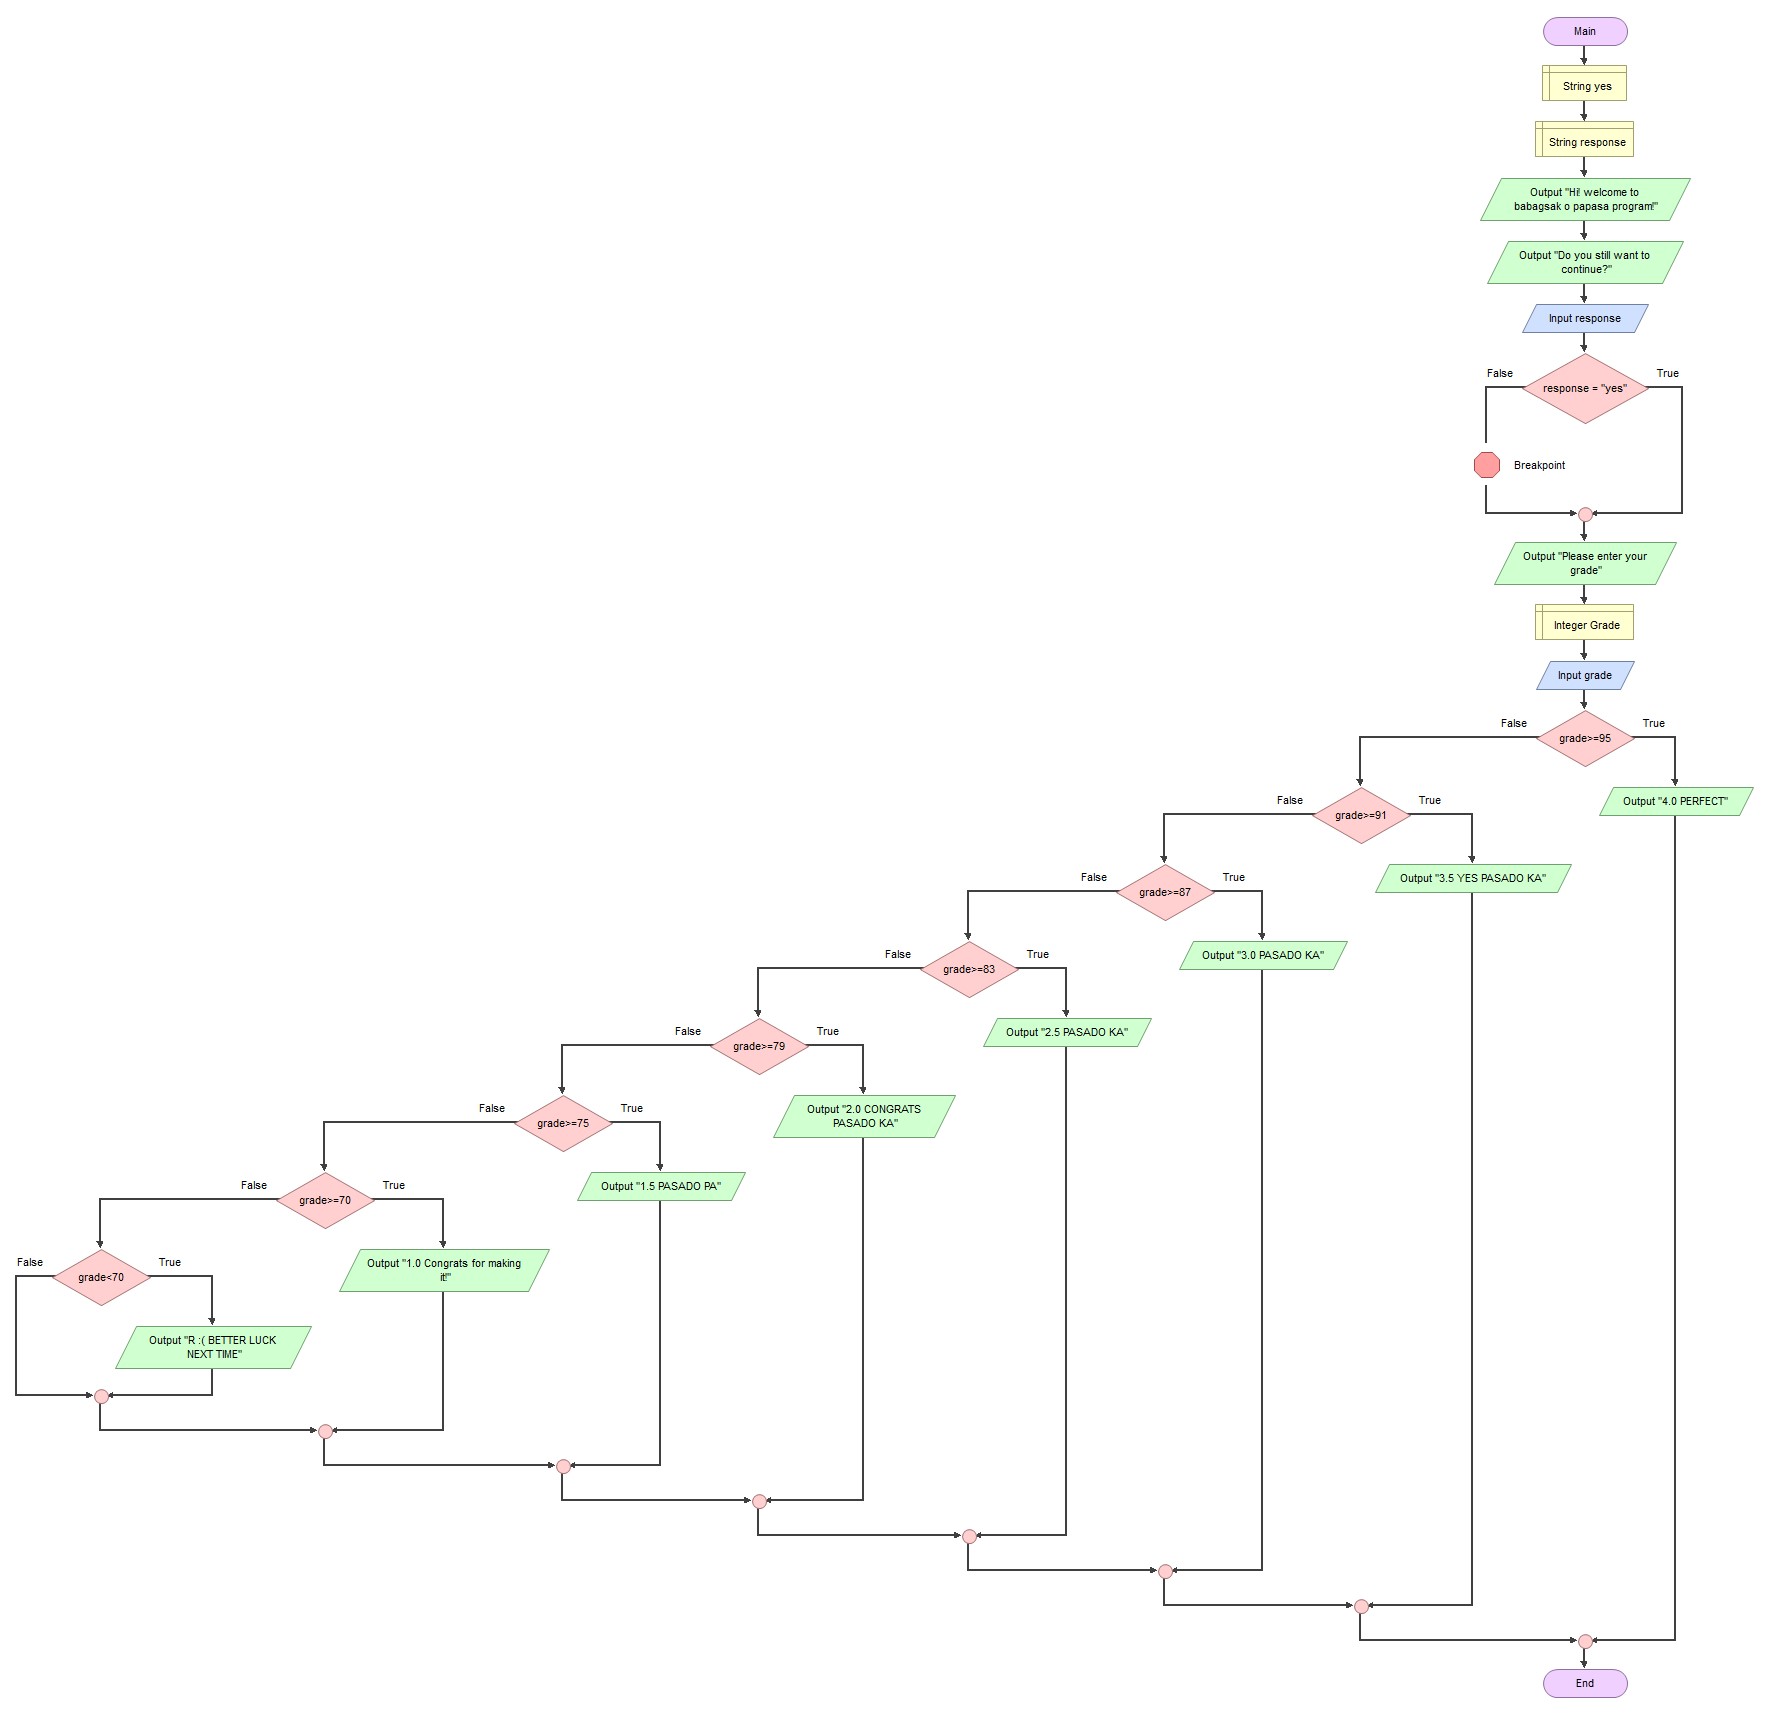 Main
String yes
String response
Output "Hi! welcome to
babagsak o papasa program!"
Output "Do you still want to
continue?"
Input response
False
True
response = "yes"
Breakpoint
Output "Please enter your
grade"
Integer Grade
Input grade
False
True
grade>=95
Output "4.0 PERFECT"
False
True
grade>=91
Output "3.5 YES PASADO KA"
False
True
grade>=87
Output "3.0 PASADO KA"
False
True
grade>=83
Output "2.5 PASADO KA"
False
True
grade>=79
Output "2.0 CONGRATS
PASADO KA"
False
True
grade>=75
Output "1.5 PASADO PA"
False
True
grade>=70
Output "1.0 Congrats for making
it!"
False
True
grade<70
Output "R :( BETTER LUCK
NEXT TIME"
End